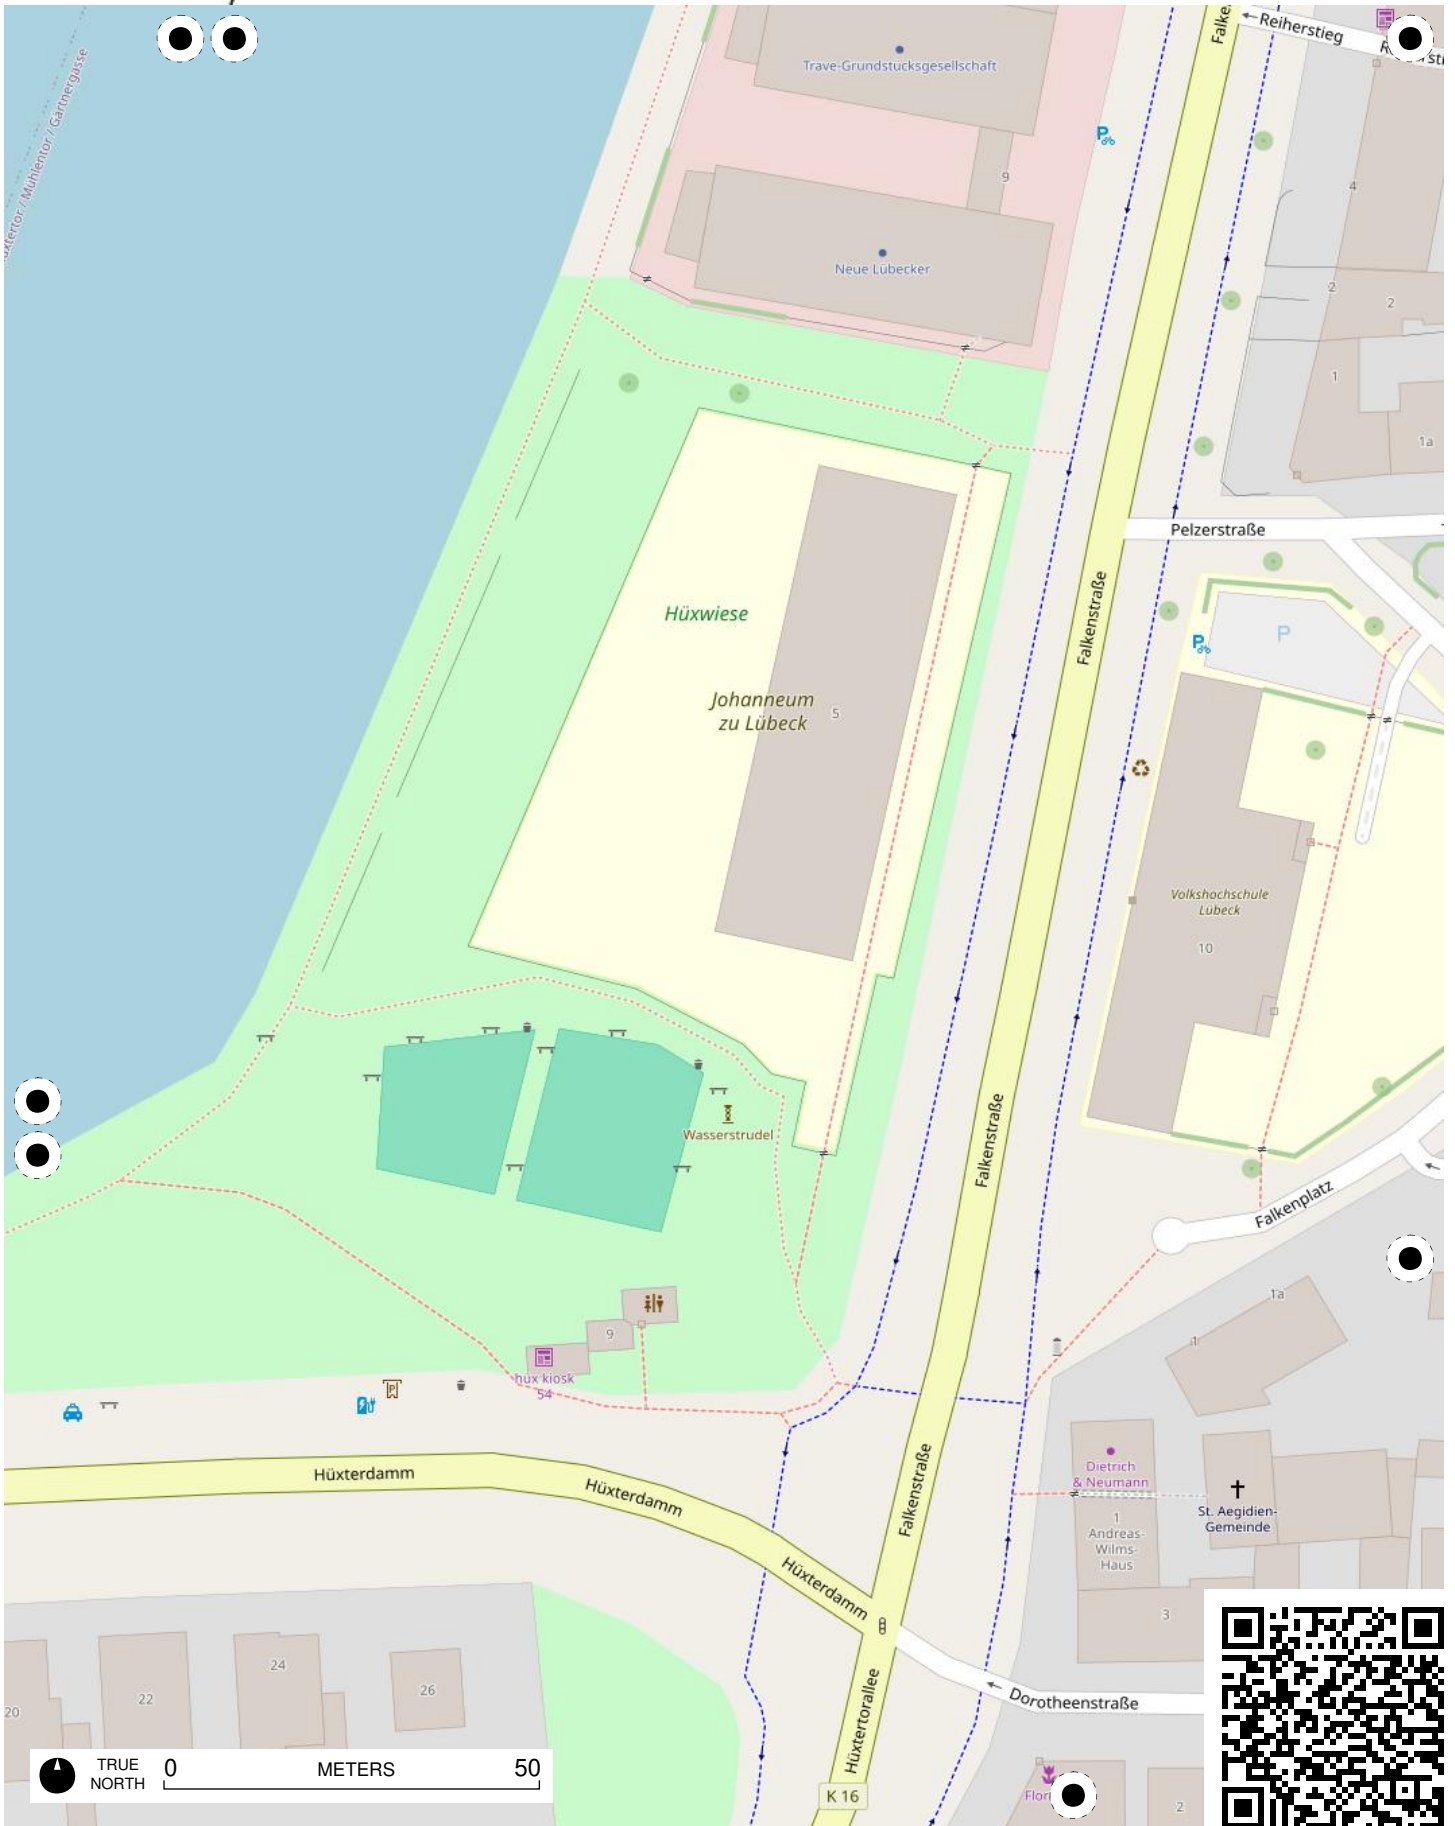 Reiherstieg
Falke
Trave-Grundstücksgesellschaft
Mühlentor / Gärtnergasse
9
4
Neue Lübecker
2
2
1
1a
Pelzerstraße
Falkenstraße
Hüxwiese
P
P
P
Johanneum
zu Lübeck
5
Volkshochschule
Lübeck
10
Wasserstrudel
Falkenstraße
Falkenplatz
1a
1
9
hüx kiosk
54
P
Hüxterdamm
Hüxterdamm
Falkenstraße
Dietrich
& Neumann
St. Aegidien-
Gemeinde
1
Andreas-
Wilms-
Haus
Hüxterdamm
3
24
22
26
20
Dorotheenstraße
Hüxtertorallee
TRUE
NORTH
0 METERS 50
K 16
2